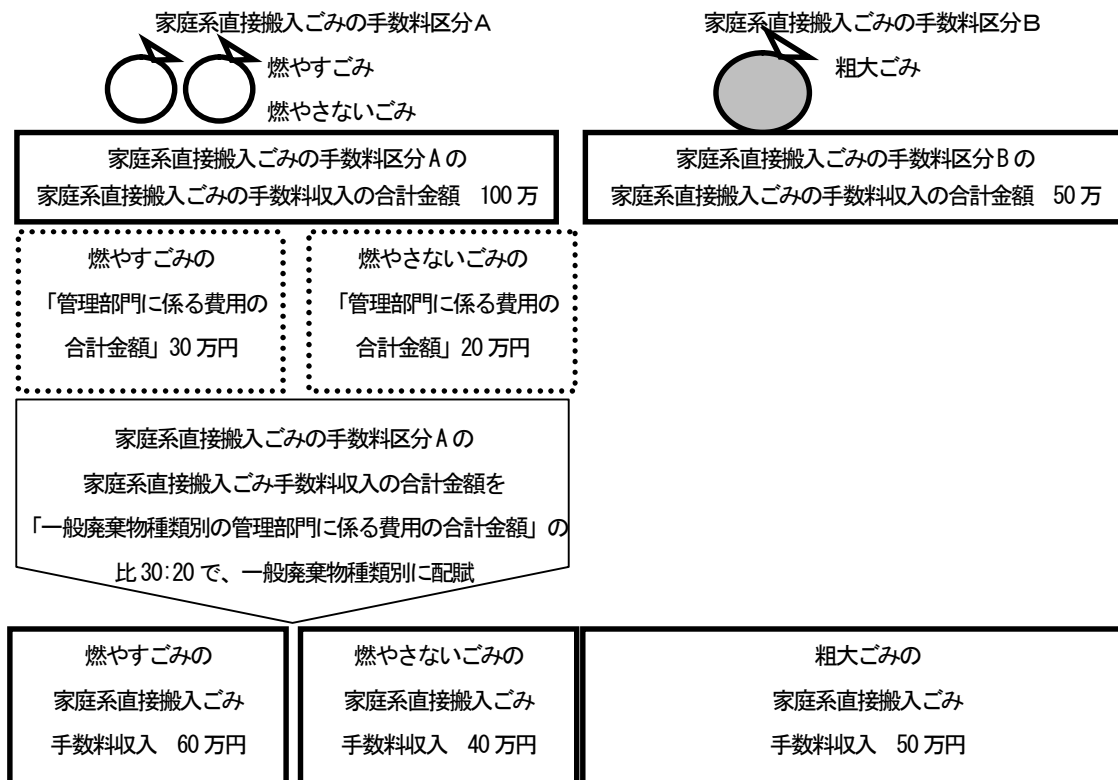 家庭系直接搬入ごみの手数料区分A
燃やすごみ
燃やさないごみ
家庭系直接搬入ごみの手数料区分B
粗大ごみ
家庭系直接搬入ごみの手数料区分Aの
家庭系直接搬入ごみの手数料収入の合計金額　100万
家庭系直接搬入ごみの手数料区分Bの
家庭系直接搬入ごみの手数料収入の合計金額　50万
燃やすごみの
「管理部門に係る費用の
合計金額」30万円
燃やさないごみの
「管理部門に係る費用の
合計金額」20万円
家庭系直接搬入ごみの手数料区分Aの
家庭系直接搬入ごみ手数料収入の合計金額を
「一般廃棄物種類別の管理部門に係る費用の合計金額」の
比30:20で、一般廃棄物種類別に配賦
燃やすごみの
家庭系直接搬入ごみ
手数料収入　60万円
燃やさないごみの
家庭系直接搬入ごみ
手数料収入　40万円
粗大ごみの
家庭系直接搬入ごみ
手数料収入　50万円